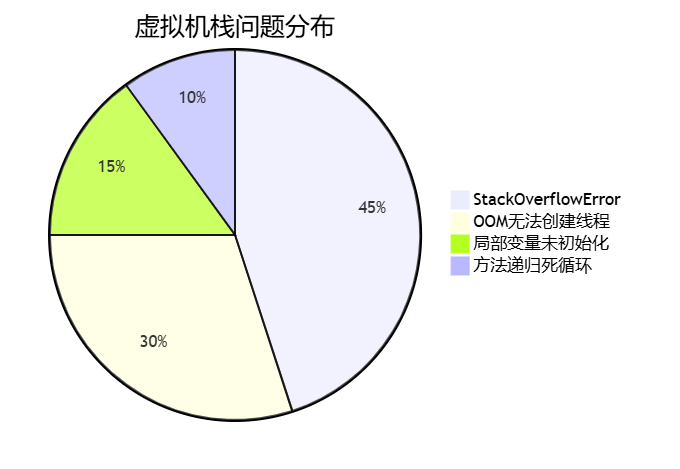 虚拟机栈问题分布
10%
15%
45%
30%
StackOverflowError
OOM无法创建线程
局部变量未初始化
方法递归死循环